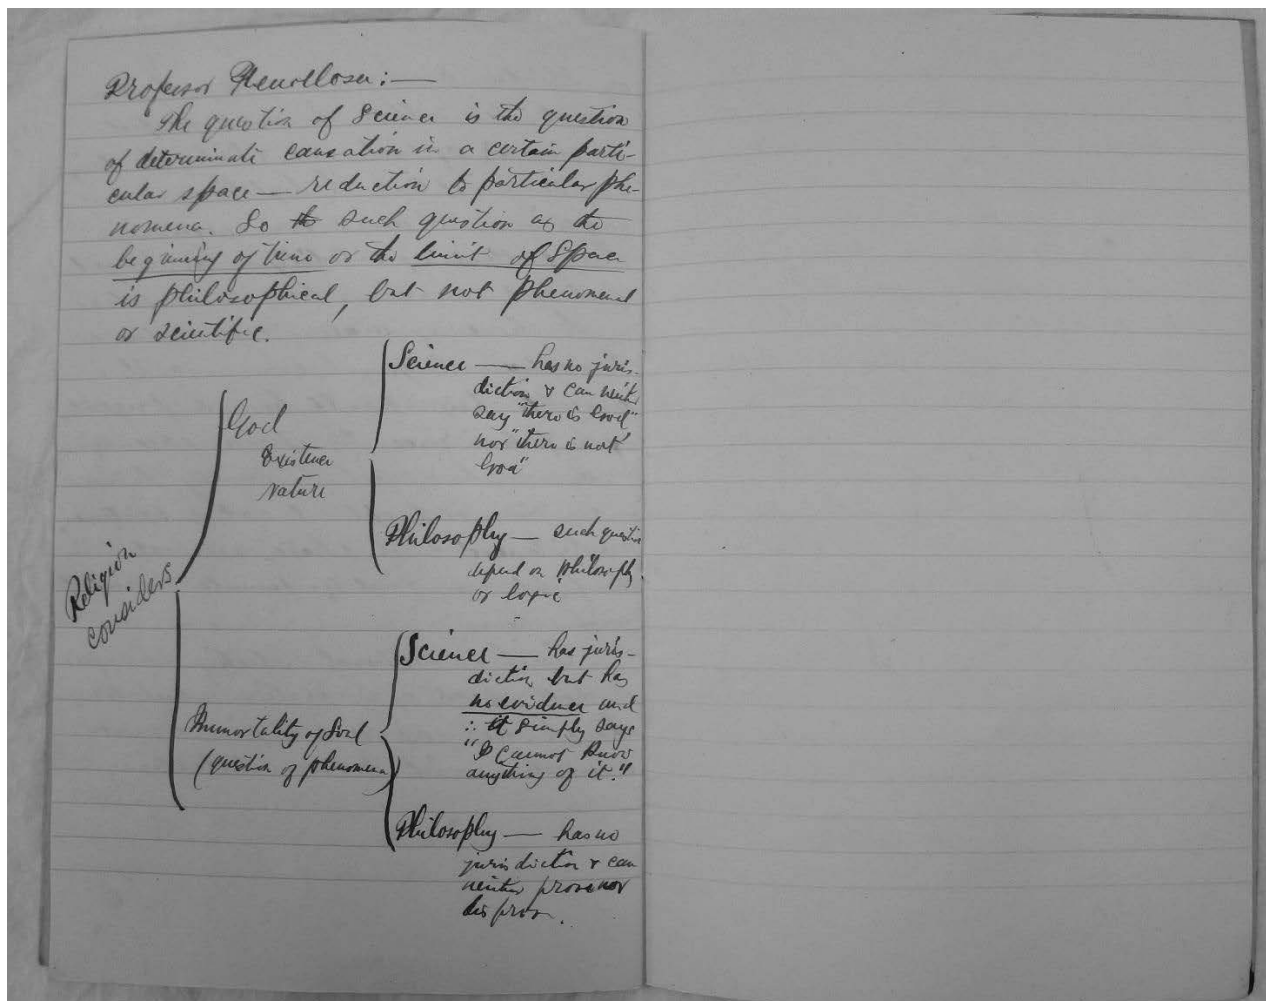 Professor Fenollosa:—
The question of Science is the question
of determinate causation in a certain parti-
cular space — reduction to particular phe-
nomena. So th such question as the
beginning of time or the limit of space
is philosophical, but not phenomenal
or scientific.
Religion
considers
God
Existence
Nature
Science — has no juris-
diction & can neith
say "there is God"
nor "there is not
God"
Philosophy — such questio
depend on Philosophy
or logic
Immortality of Soul
(question of phenomena)
Science — has juris-
diction but has
no evidence and
∴ it simply says
"I cannot know
anything of it."
Philosophy — has no
jurisdiction & can
neither prove nor
disprove.